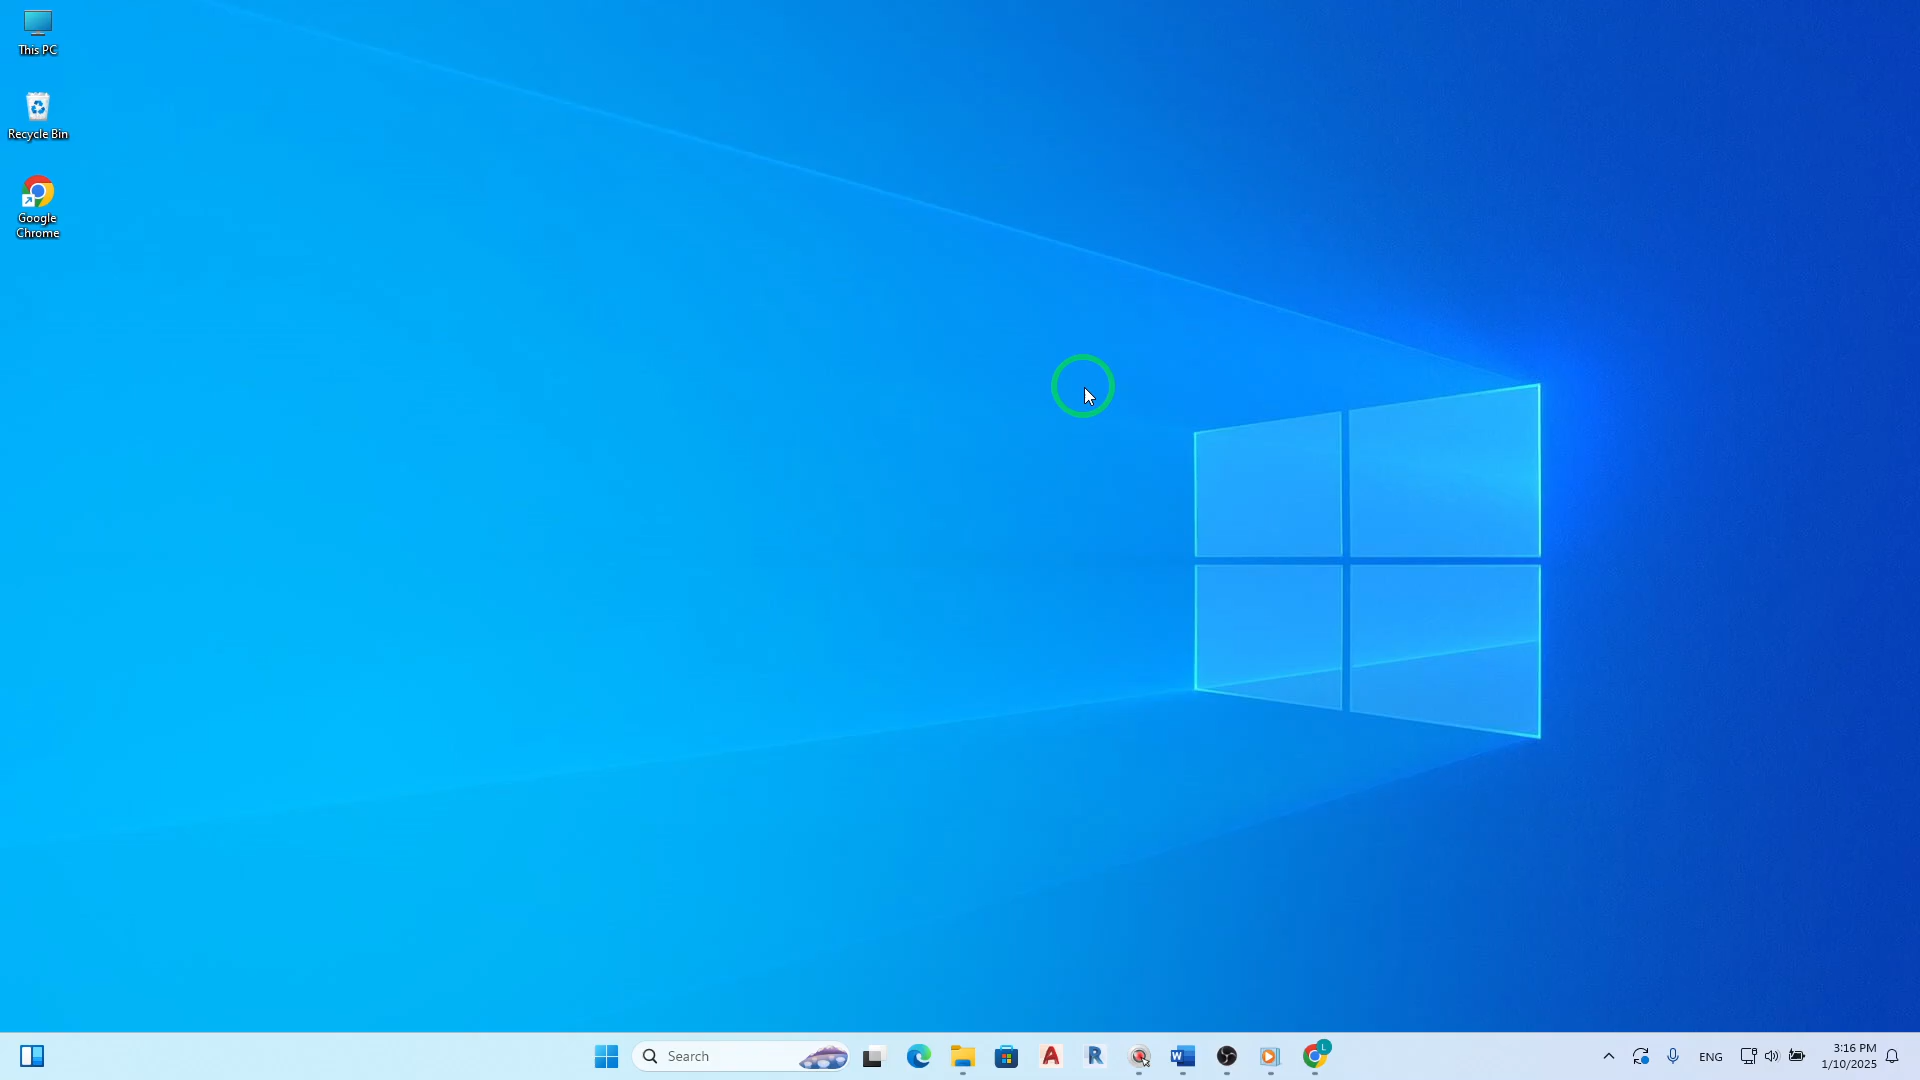 This PC
Recycle Bin
Google
Chrome
Search
A
R
W
L
ENG
3:16 PM
1/10/2025